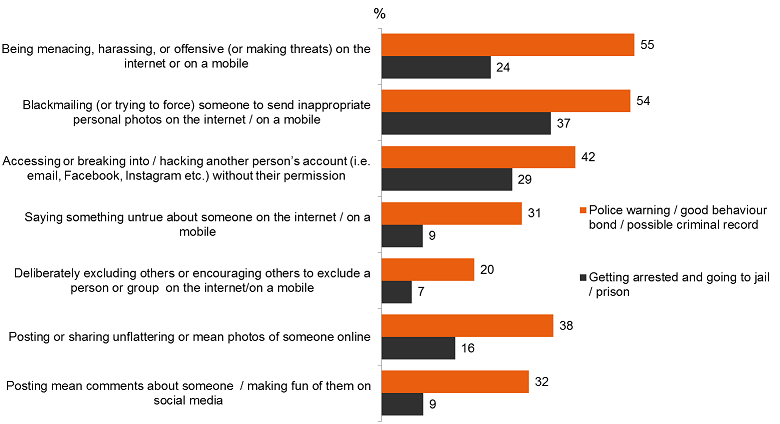 %
Being menacing, harassing, or offensive (or making threats) on the
internet or on a mobile
55
24
Blackmailing (or trying to force) someone to send inappropriate
personal photos on the internet / on a mobile
54
37
Accessing or breaking into / hacking another person's account (i.e.
email, Facebook, Instagram etc.) without their permission
42
29
Saying something untrue about someone on the internet / on a
mobile
31
9
Deliberately excluding others or encouraging others to exclude a
person or group on the internet/on a mobile
20
7
Posting or sharing unflattering or mean photos of someone online
38
16
Posting mean comments about someone / making fun of them on
social media
32
9
Police warning / good behaviour
bond / possible criminal record
Getting arrested and going to jail
/ prison